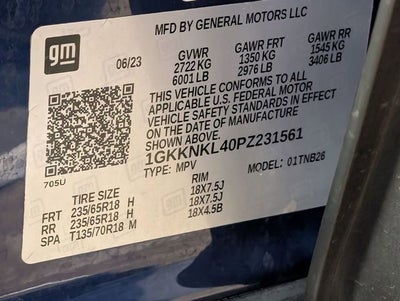 MFD BY GENERAL MOTORS LLC
gm
06/23
GVWR
2722 KG
6001 LB
GAWR FRT
1350 KG
2976 LB
GAWR RR
1545 KG
3406 LB
THIS VEHICLE CONFORMS TO ALL
APPLICABLE U.S. FEDERAL MOTOR
VEHICLE SAFETY STANDARDS IN EFFECT
ON THE DATE OF MANUFACTURE
SHOWN ABOVE.
1GKKNKL40PZ231561
TYPE: MPV
MODEL: 01TNB26
705U
TIRE SIZE
RIM
FRT 235/65R18 H 18X7.5J
RR 235/65R18 H 18X7.5J
SPA T135/70R18 M 18X4.5B